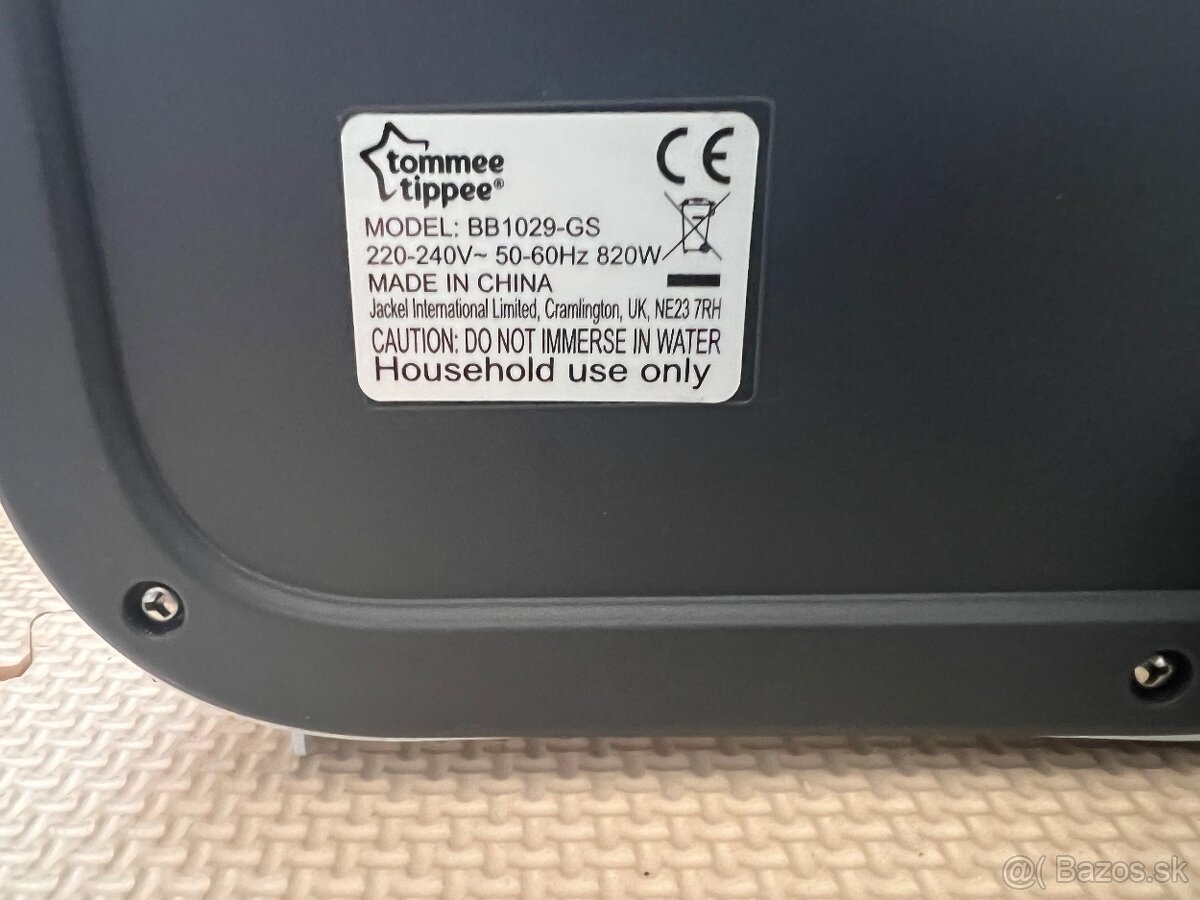 tommee
tippee®
CE
MODEL: BB1029-GS
220-240V~ 50-60Hz 820W
MADE IN CHINA
Jackel International Limited, Cramlington, UK, NE23 7RH
CAUTION: DO NOT IMMERSE IN WATER
Household use only
@( Bazos.sk